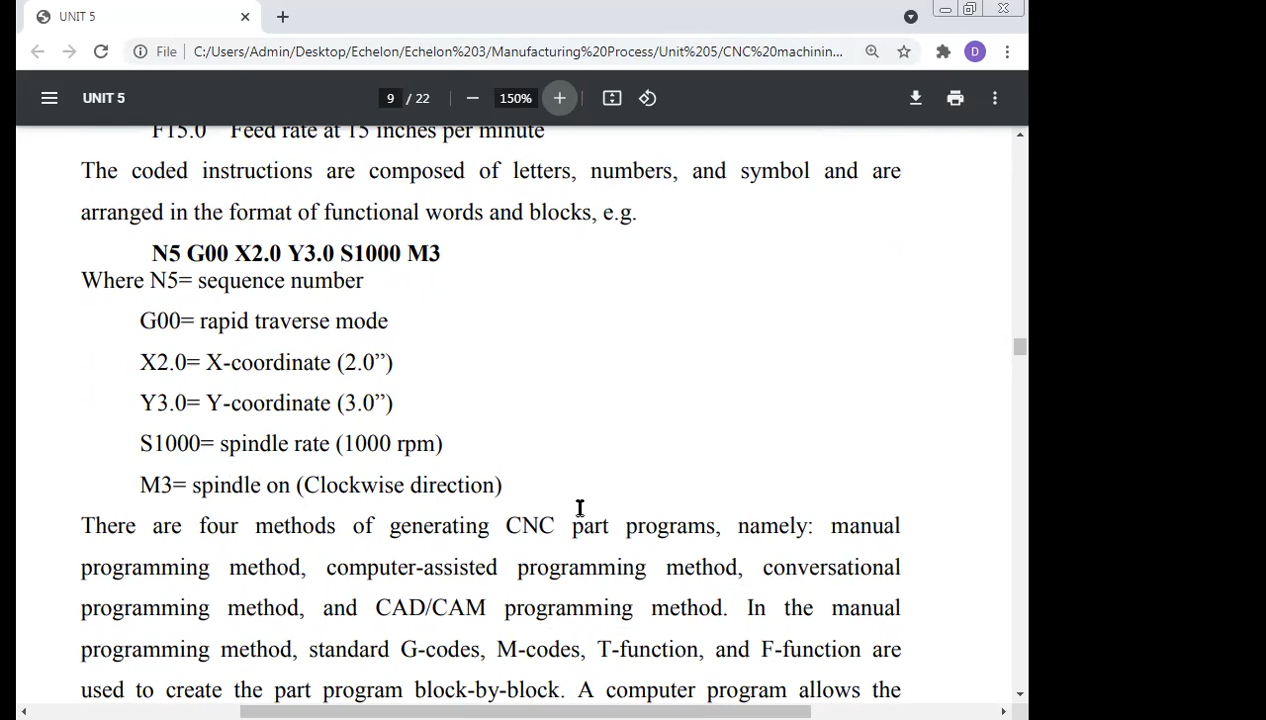 UNIT 5
File C:/Users/Admin/Desktop/Echelon/Echelon%203/Manufacturing%20Process/Unit%205/CNC%20machinin... D
UNIT 5 9 / 22 150%
F15.0 Feed rate at 15 inches per minute
The coded instructions are composed of letters, numbers, and symbol and are
arranged in the format of functional words and blocks, e.g.
N5 G00 X2.0 Y3.0 S1000 M3
Where N5= sequence number
G00= rapid traverse mode
X2.0= X-coordinate (2.0”)
Y3.0= Y-coordinate (3.0”)
S1000= spindle rate (1000 rpm)
M3= spindle on (Clockwise direction)
There are four methods of generating CNC part programs, namely: manual
programming method, computer-assisted programming method, conversational
programming method, and CAD/CAM programming method. In the manual
programming method, standard G-codes, M-codes, T-function, and F-function are
used to create the part program block-by-block. A computer program allows the